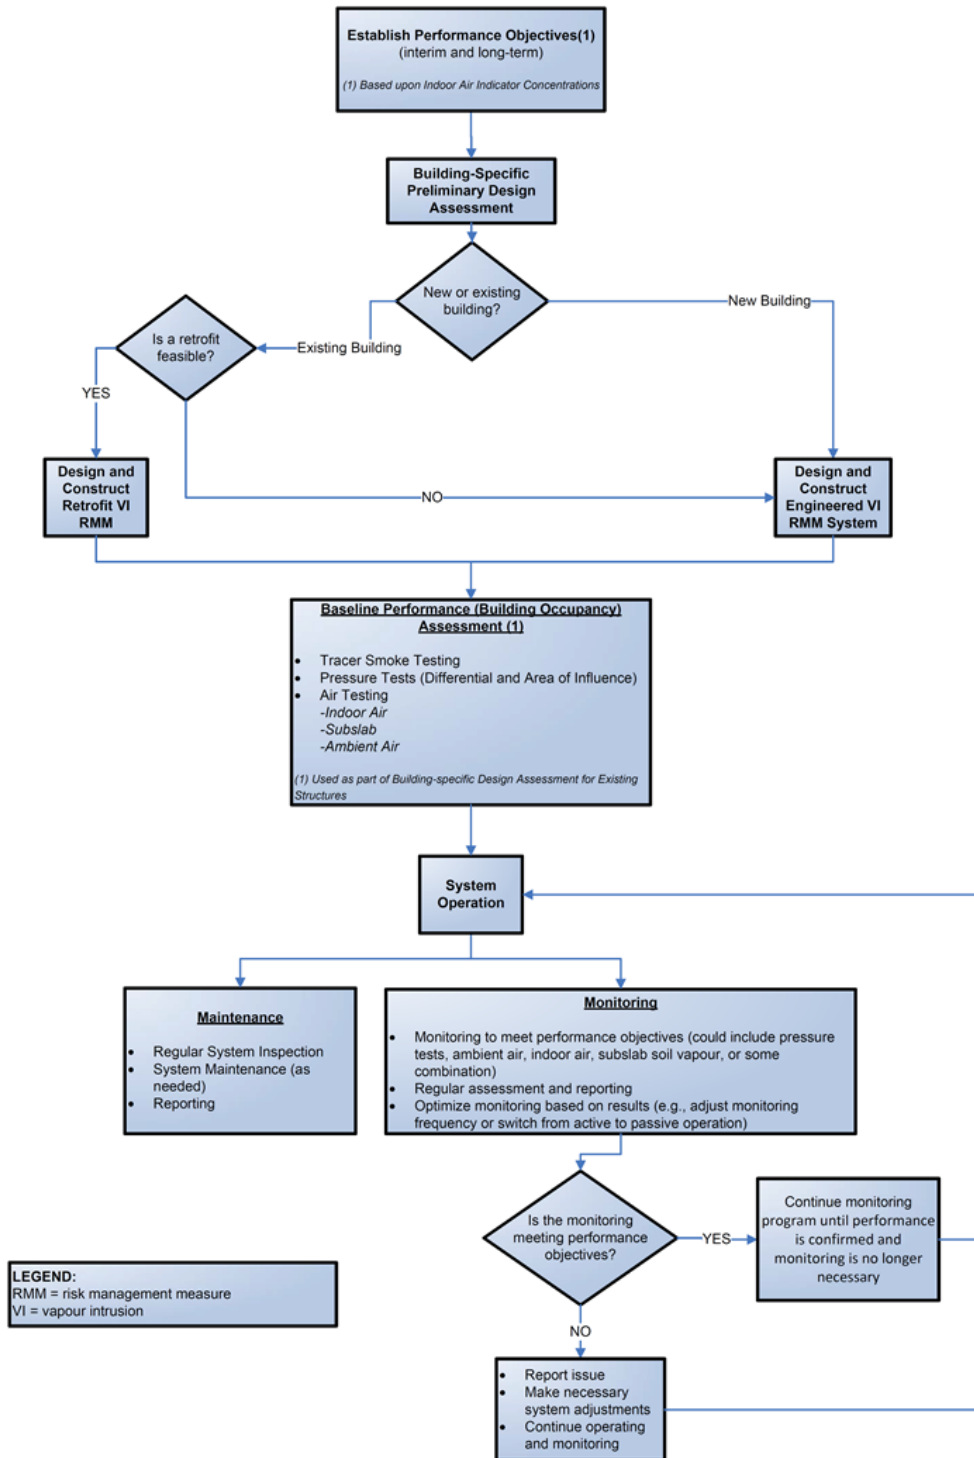 Establish Performance Objectives(1)
(interim and long-term)
(1) Based upon Indoor Air Indicator Concentrations
Building-Specific
Preliminary Design
Assessment
New or existing
building?
New Building
Existing Building
Is a retrofit
feasible?
YES
NO
Design and
Construct
Retrofit VI
RMM
Design and
Construct
Engineered VI
RMM System
Baseline Performance (Building Occupancy)
Assessment (1)
• Tracer Smoke Testing
• Pressure Tests (Differential and Area of Influence)
• Air Testing
-Indoor Air
-Subslab
-Ambient Air
(1) Used as part of Building-specific Design Assessment for Existing
Structures
System
Operation
Maintenance
• Regular System Inspection
• System Maintenance (as
needed)
• Reporting
Monitoring
• Monitoring to meet performance objectives (could include pressure
tests, ambient air, indoor air, subslab soil vapour, or some
combination)
• Regular assessment and reporting
• Optimize monitoring based on results (e.g., adjust monitoring
frequency or switch from active to passive operation)
Is the monitoring
meeting performance
objectives?
YES
Continue monitoring
program until performance
is confirmed and
monitoring is no longer
necessary
NO
• Report issue
• Make necessary
system adjustments
• Continue operating
and monitoring
LEGEND:
RMM = risk management measure
VI = vapour intrusion